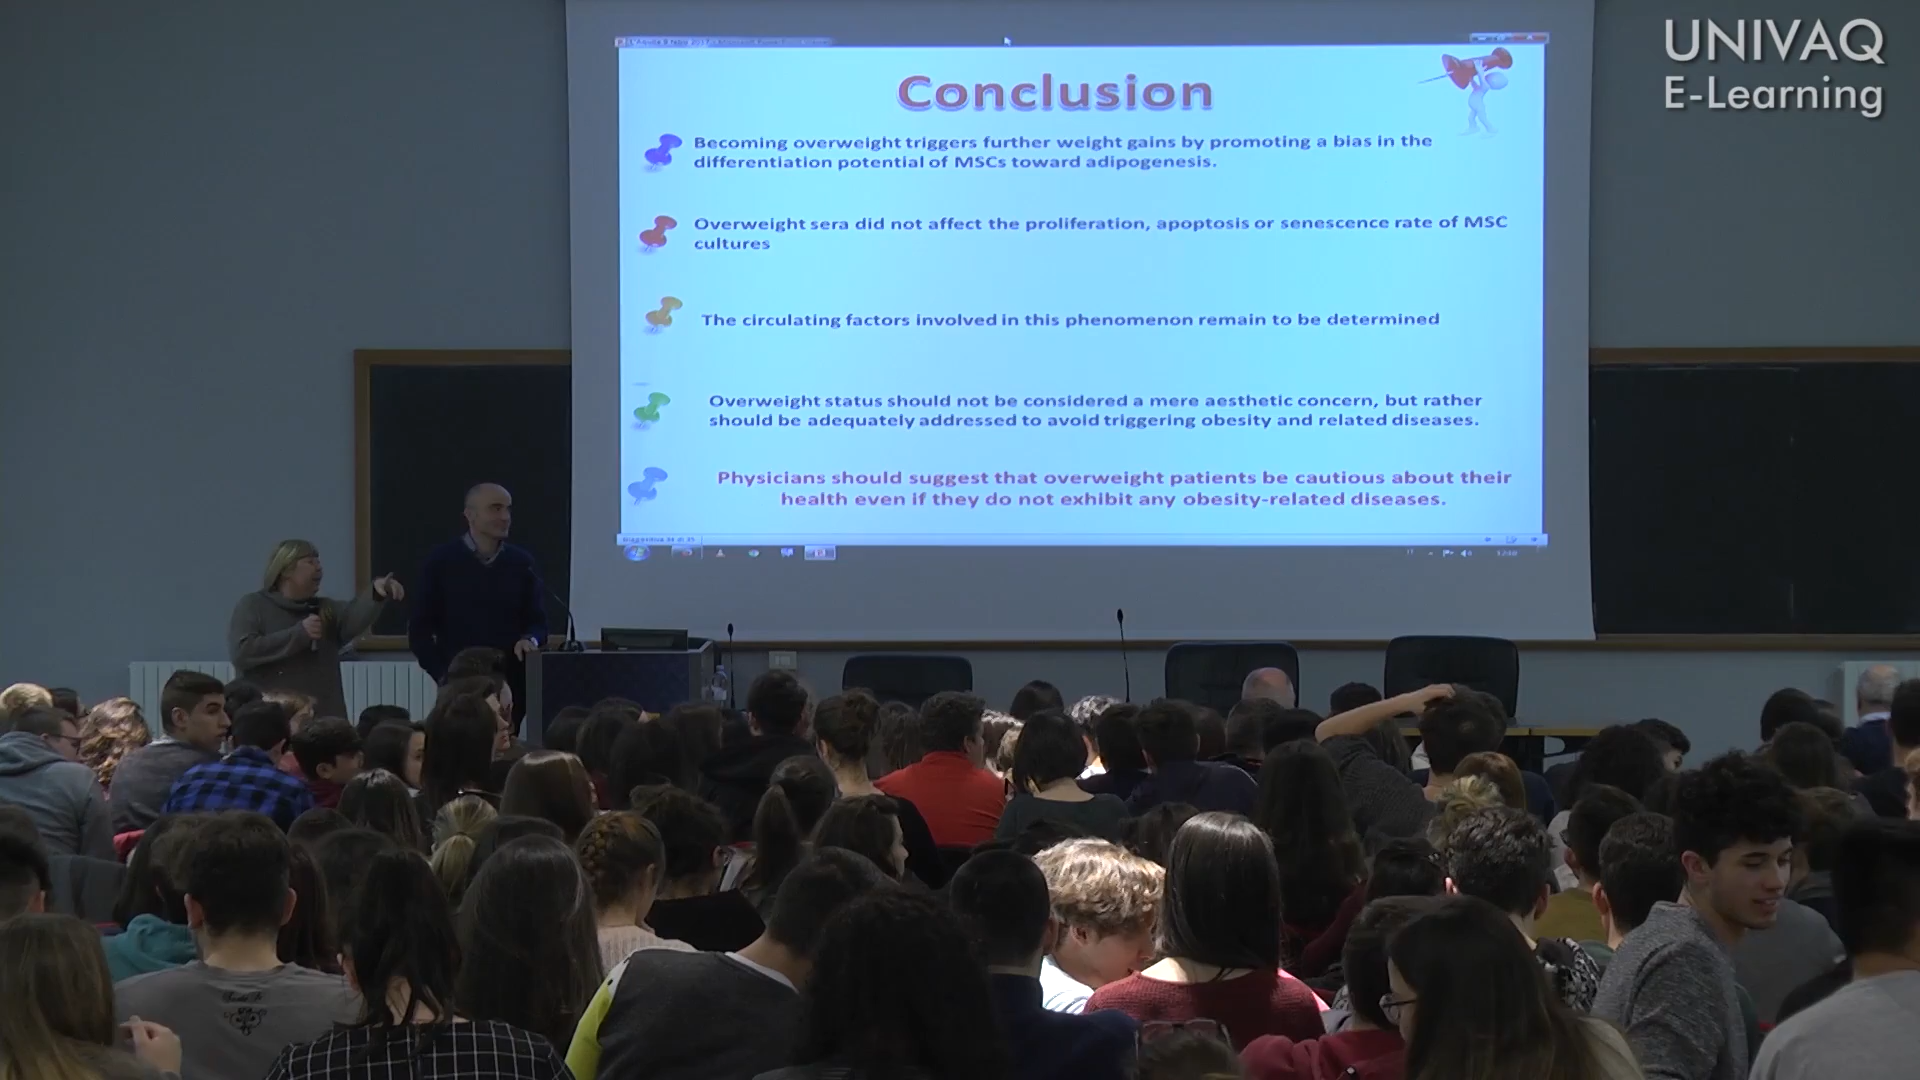 UNIVAQ
E-Learning
Conclusion
Becoming overweight triggers further weight gains by promoting a bias in the
differentiation potential of MSCs toward adipogenesis.
Overweight sera did not affect the proliferation, apoptosis or senescence rate of MSC
cultures
The circulating factors involved in this phenomenon remain to be determined
Overweight status should not be considered a mere aesthetic concern, but rather
should be adequately addressed to avoid triggering obesity and related diseases.
Physicians should suggest that overweight patients be cautious about their
health even if they do not exhibit any obesity-related diseases.